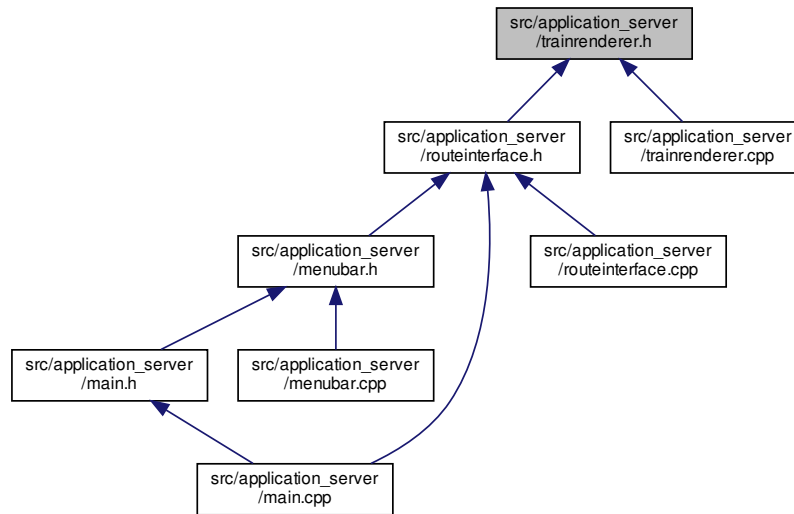 src/application_server
/trainrenderer.h
src/application_server
/routeinterface.h
src/application_server
/trainrenderer.cpp
src/application_server
/menubar.h
src/application_server
/routeinterface.cpp
src/application_server
/main.h
src/application_server
/menubar.cpp
src/application_server
/main.cpp